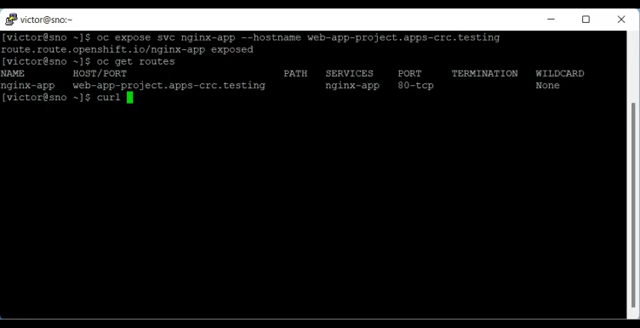 victor@sno:~
[victor@sno ~]$ oc expose svc nginx-app --hostname web-app-project.apps-crc.testing
route.route.openshift.io/nginx-app exposed
[victor@sno ~]$ oc get routes
NAME HOST/PORT PATH SERVICES PORT TERMINATION WILDCARD
nginx-app web-app-project.apps-crc.testing nginx-app 80-tcp None
[victor@sno ~]$ curl